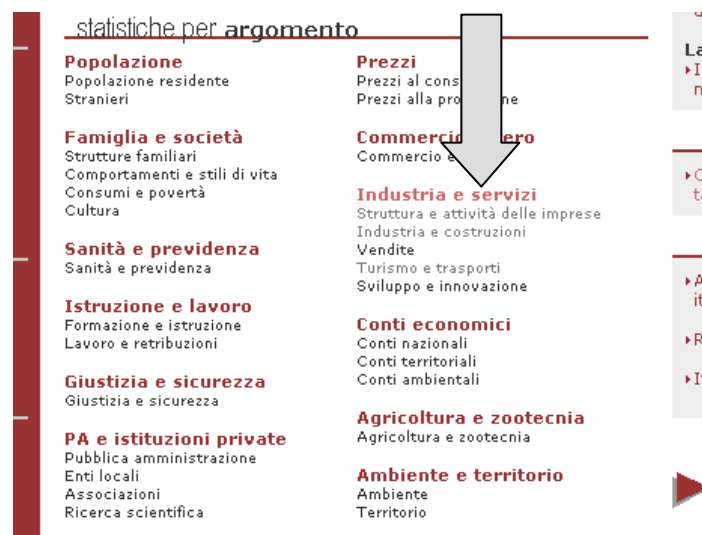 statistiche per argomento
Popolazione
Popolazione residente
Stranieri
Famiglia e società
Strutture familiari
Comportamenti e stili di vita
Consumi e povertà
Cultura
Sanità e previdenza
Sanità e previdenza
Istruzione e lavoro
Formazione e istruzione
Lavoro e retribuzioni
Giustizia e sicurezza
Giustizia e sicurezza
PA e istituzioni private
Pubblica amministrazione
Enti locali
Associazioni
Ricerca scientifica
Prezzi
Prezzi al
Prezzi alla
Commercio
Commercio e
Industria e servizi
Struttura e attività delle imprese
Industria e costruzioni
Vendite
Turismo e trasporti
Sviluppo e innovazione
Conti economici
Conti nazionali
Conti territoriali
Conti ambientali
Agricoltura e zootecnia
Agricoltura e zootecnia
Ambiente e territorio
Ambiente
Territorio